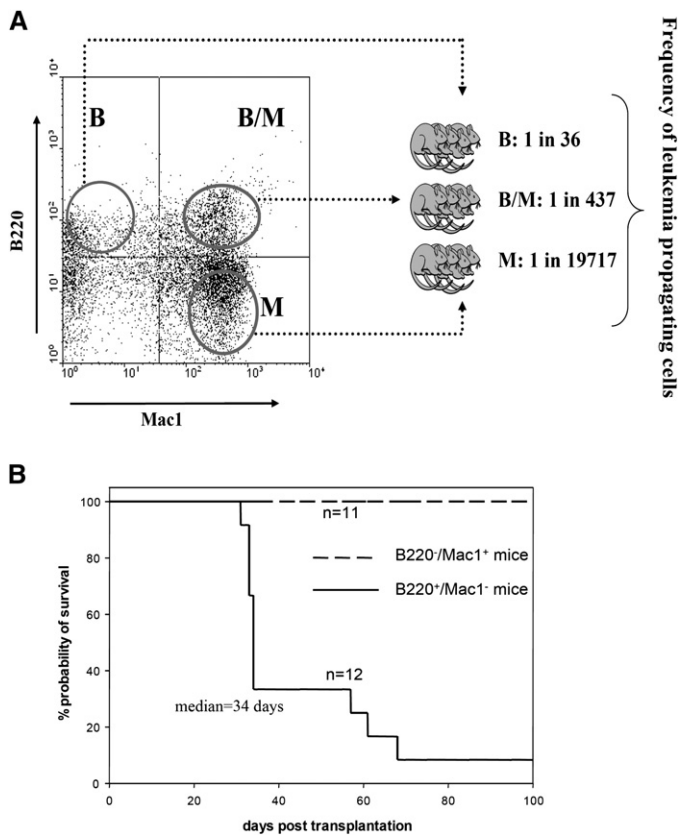 A
B
B/M
M
B220
10⁴
10³
10²
10¹
10⁰
10⁰
10¹
10²
10³
10⁴
Mac1
B: 1 in 36
B/M: 1 in 437
M: 1 in 19717
Frequency of leukemia propagating cells
B
% probability of survival
100
80
60
40
20
0
n=11
B220⁻/Mac1⁺ mice
B220⁺/Mac1⁻ mice
n=12
median=34 days
0
20
40
60
80
100
days post transplantation